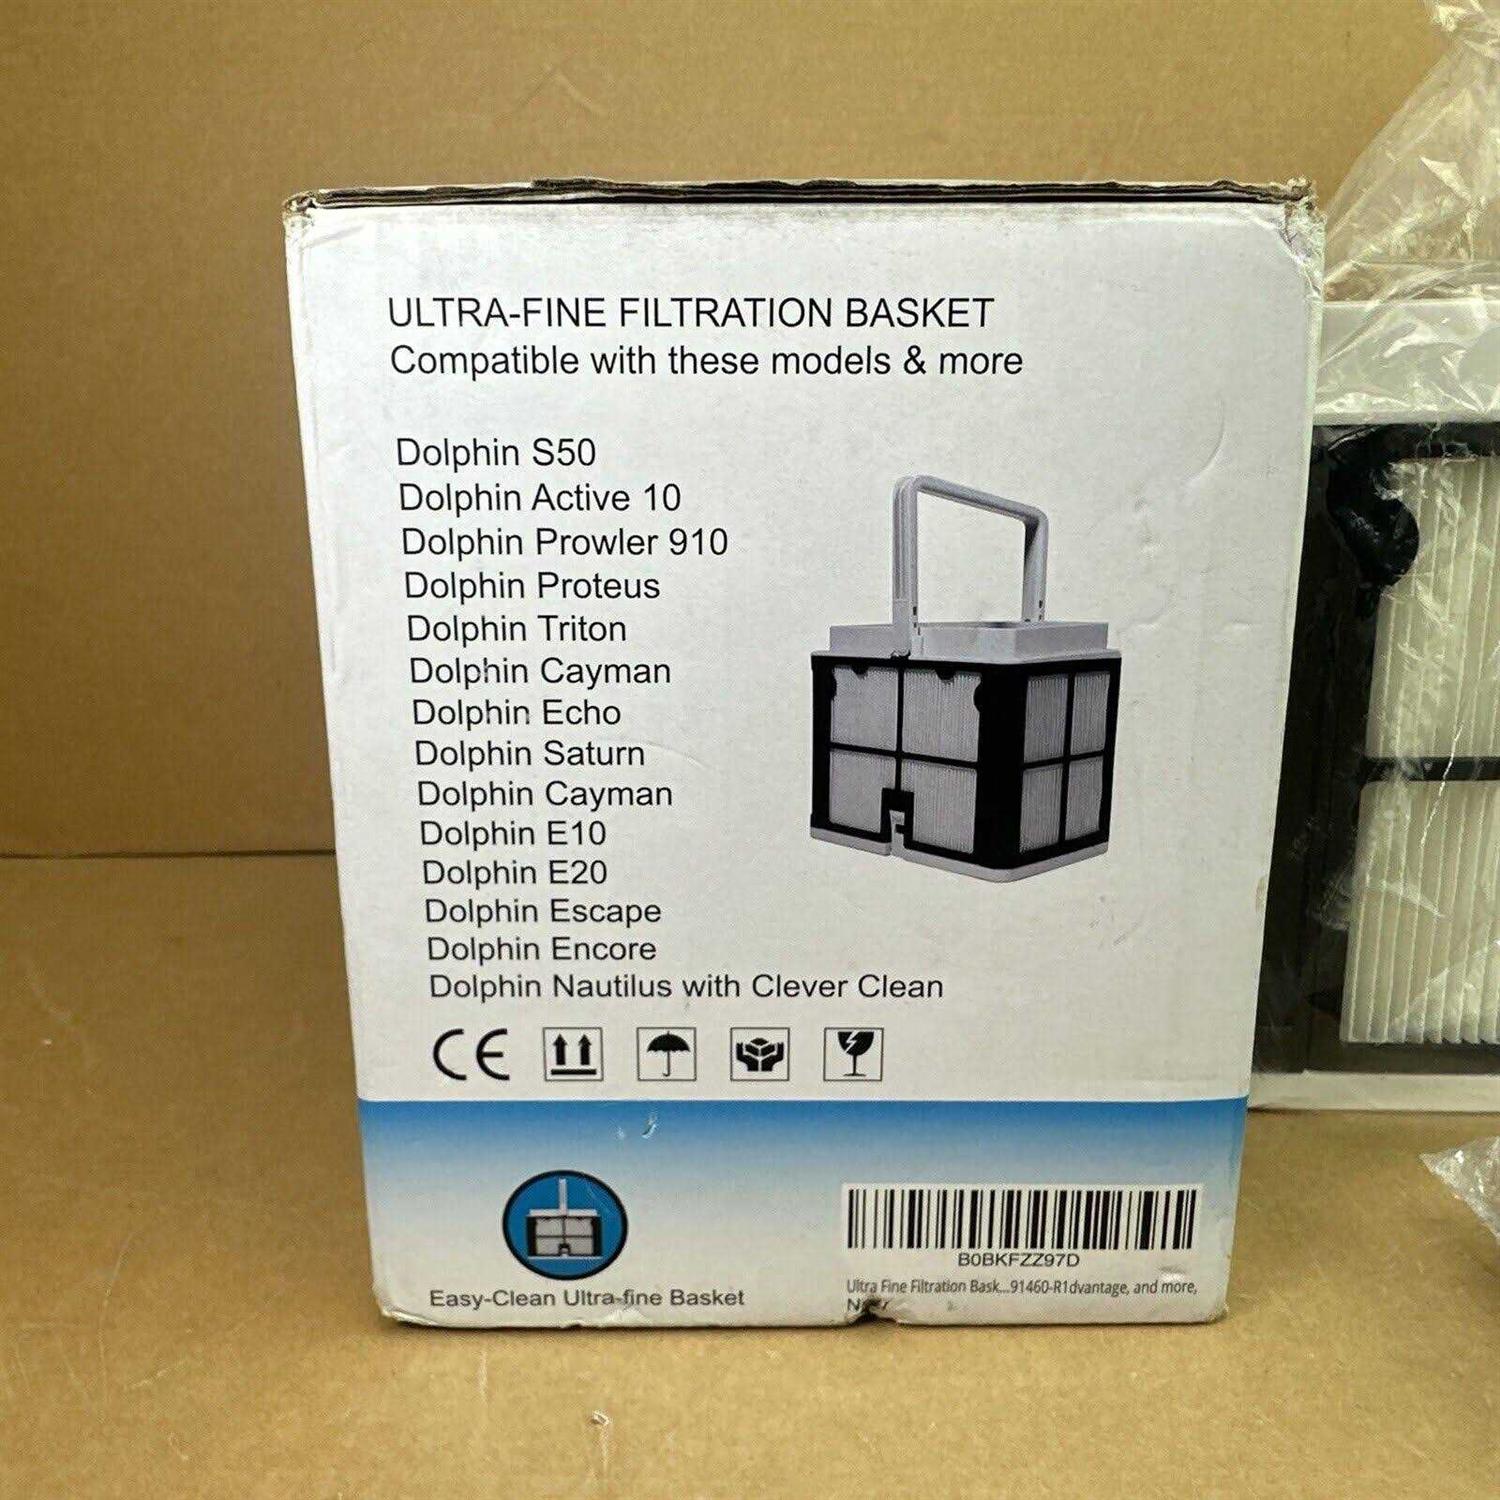 ULTRA-FINE FILTRATION BASKET
Compatible with these models & more
Dolphin S50
Dolphin Active 10
Dolphin Prowler 910
Dolphin Proteus
Dolphin Triton
Dolphin Cayman
Dolphin Echo
Dolphin Saturn
Dolphin Cayman
Dolphin E10
Dolphin E20
Dolphin Escape
Dolphin Encore
Dolphin Nautilus with Clever Clean
CE
Easy-Clean Ultra-fine Basket
B0BKFZZ97D
Ultra Fine Filtration Bask...91460-R1dvantage, and more,